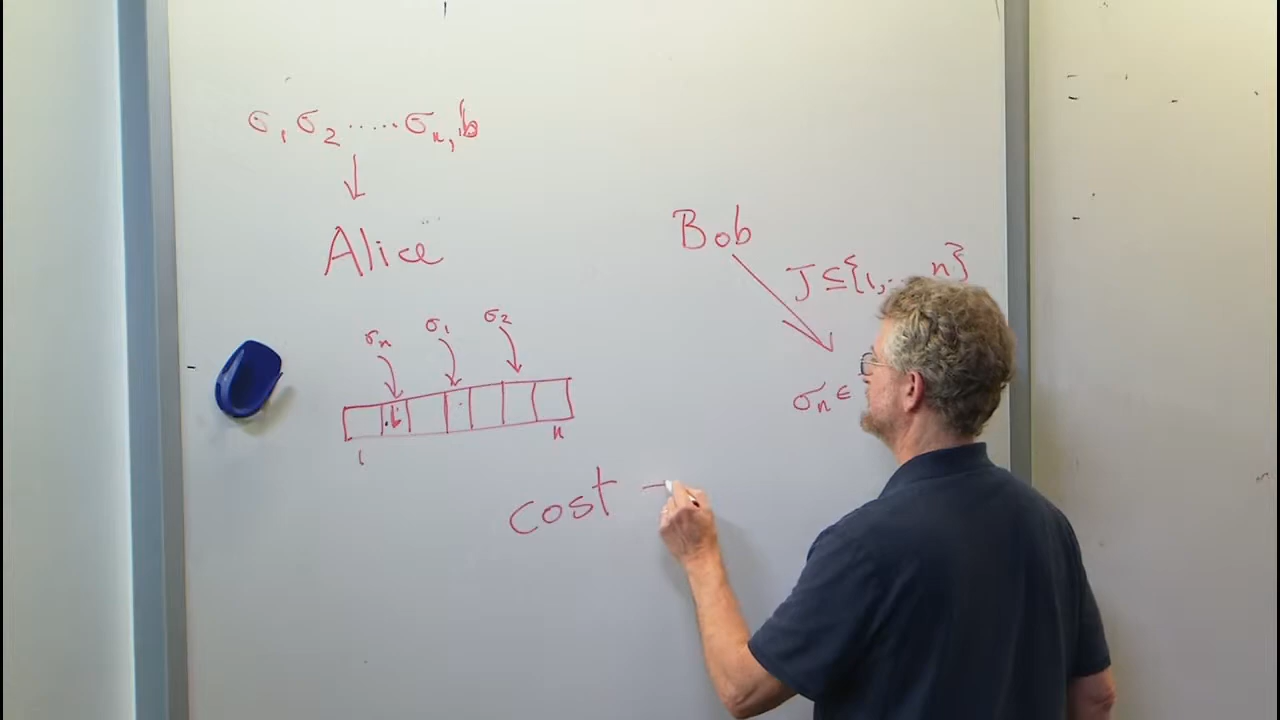 σ₁ σ₂ ..... σₙ, b
Alice
Bob
J ⊆ {1, .. n}
σₙ σ₁ σ₂
σₙ ∈
b
1 n
cost